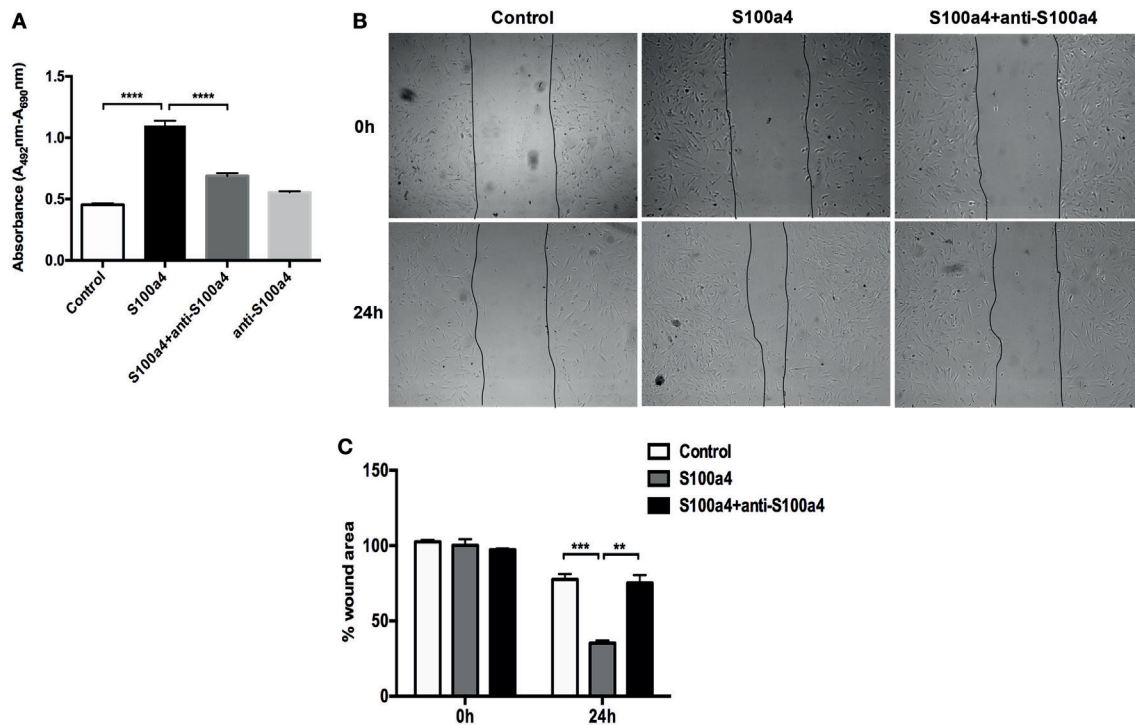 A
Absorbance (A492nm-A690nm)
1.5
1.0
0.5
0.0
****
****
Control
S100a4
S100a4+anti-S100a4
anti-S100a4
B
Control
S100a4
S100a4+anti-S100a4
0h
24h
C
% wound area
150
100
50
0
***
**
0h
24h
Control
S100a4
S100a4+anti-S100a4